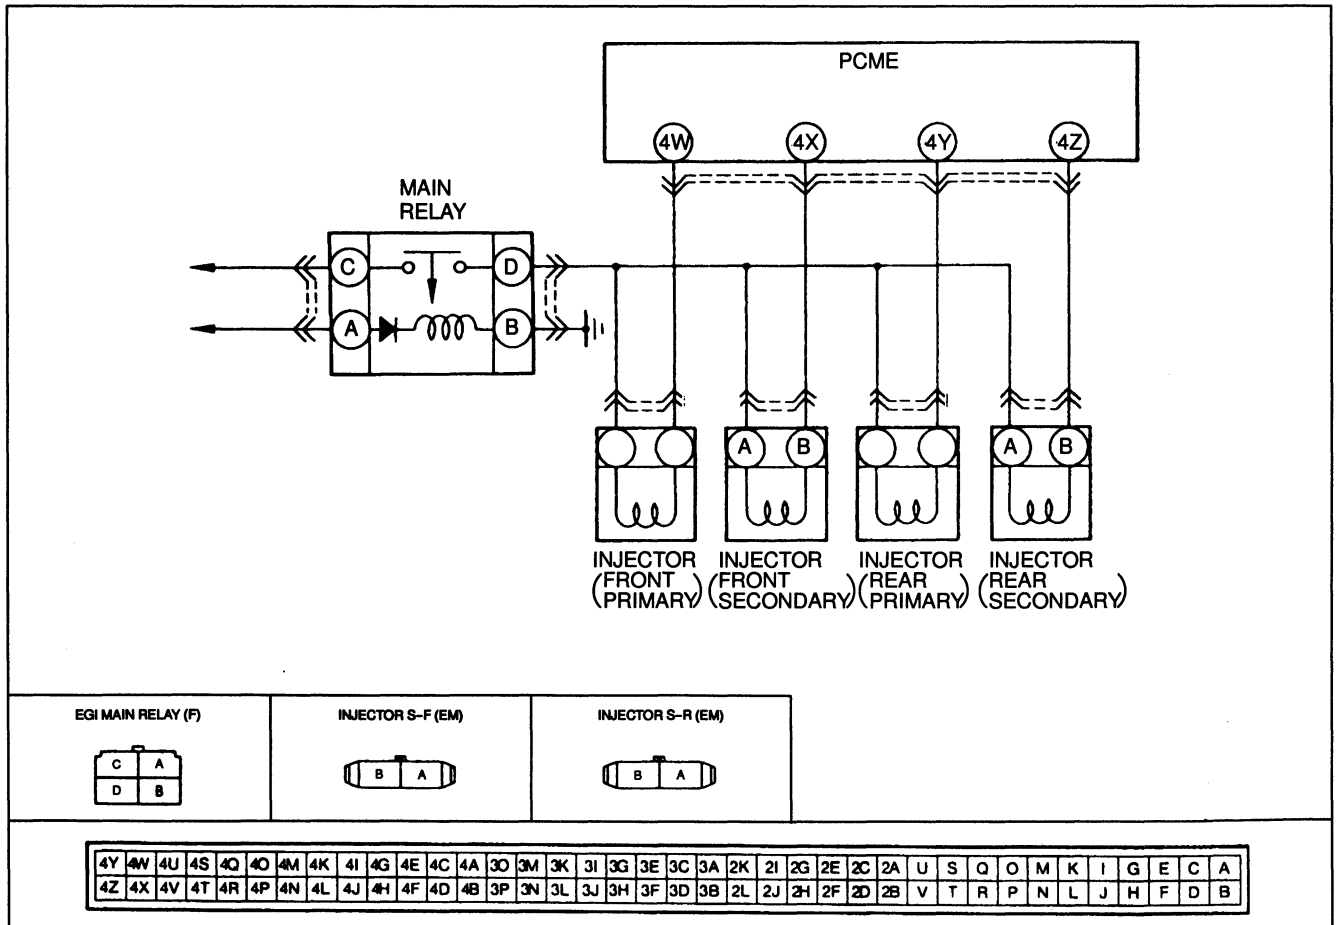 PCME
4W 4X 4Y 4Z
MAIN
RELAY
C D
A B
A B A B
INJECTOR
(FRONT
PRIMARY)
INJECTOR
(FRONT
SECONDARY)
INJECTOR
(REAR
PRIMARY)
INJECTOR
(REAR
SECONDARY)
EGI MAIN RELAY (F)
C A
D B
INJECTOR S-F (EM)
B A
INJECTOR S-R (EM)
B A
4Y 4W 4U 4S 4Q 4O 4M 4K 4I 4G 4E 4C 4A 3O 3M 3K 3I 3G 3E 3C 3A 2K 2I 2G 2E 2C 2A U S Q O M K I G E C A
4Z 4X 4V 4T 4R 4P 4N 4L 4J 4H 4F 4D 4B 3P 3N 3L 3J 3H 3F 3D 3B 2L 2J 2H 2F 2D 2B V T R P N L J H F D B